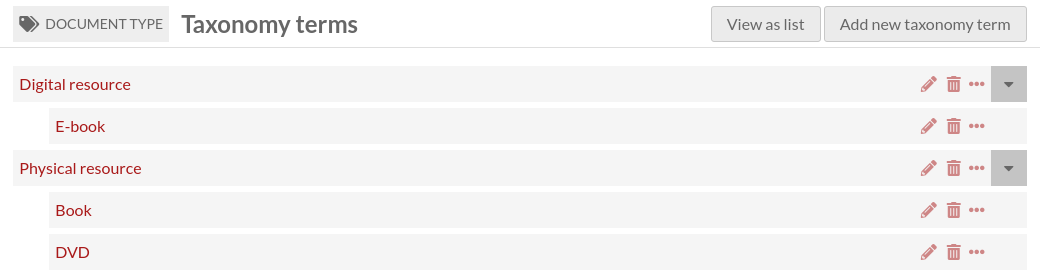 DOCUMENT TYPE Taxonomy terms View as list Add new taxonomy term
Digital resource
E-book
Physical resource
Book
DVD